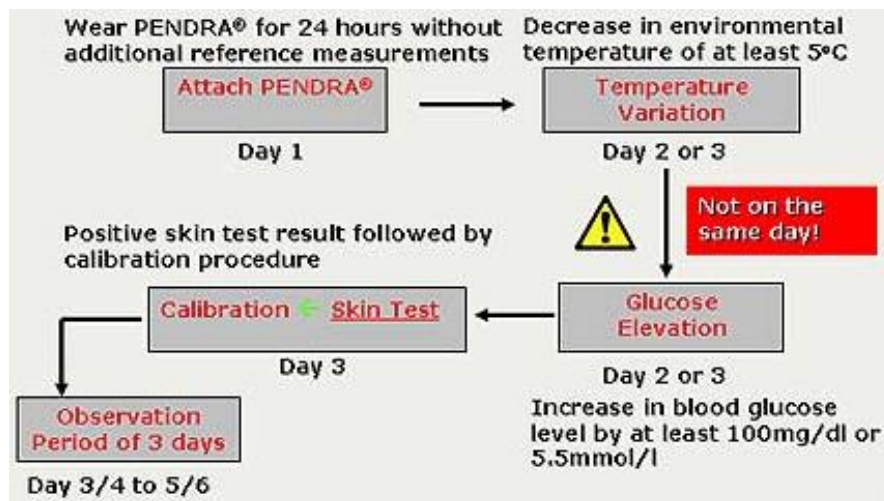 Wear PENDRA® for 24 hours without
additional reference measurements
Attach PENDRA®
Day 1
Decrease in environmental
temperature of at least 5ºC
Temperature
Variation
Day 2 or 3
Not on the
same day!
Glucose
Elevation
Day 2 or 3
Increase in blood glucose
level by at least 100mg/dl or
5.5mmol/l
Positive skin test result followed by
calibration procedure
Calibration ← Skin Test
Day 3
Observation
Period of 3 days
Day 3/4 to 5/6